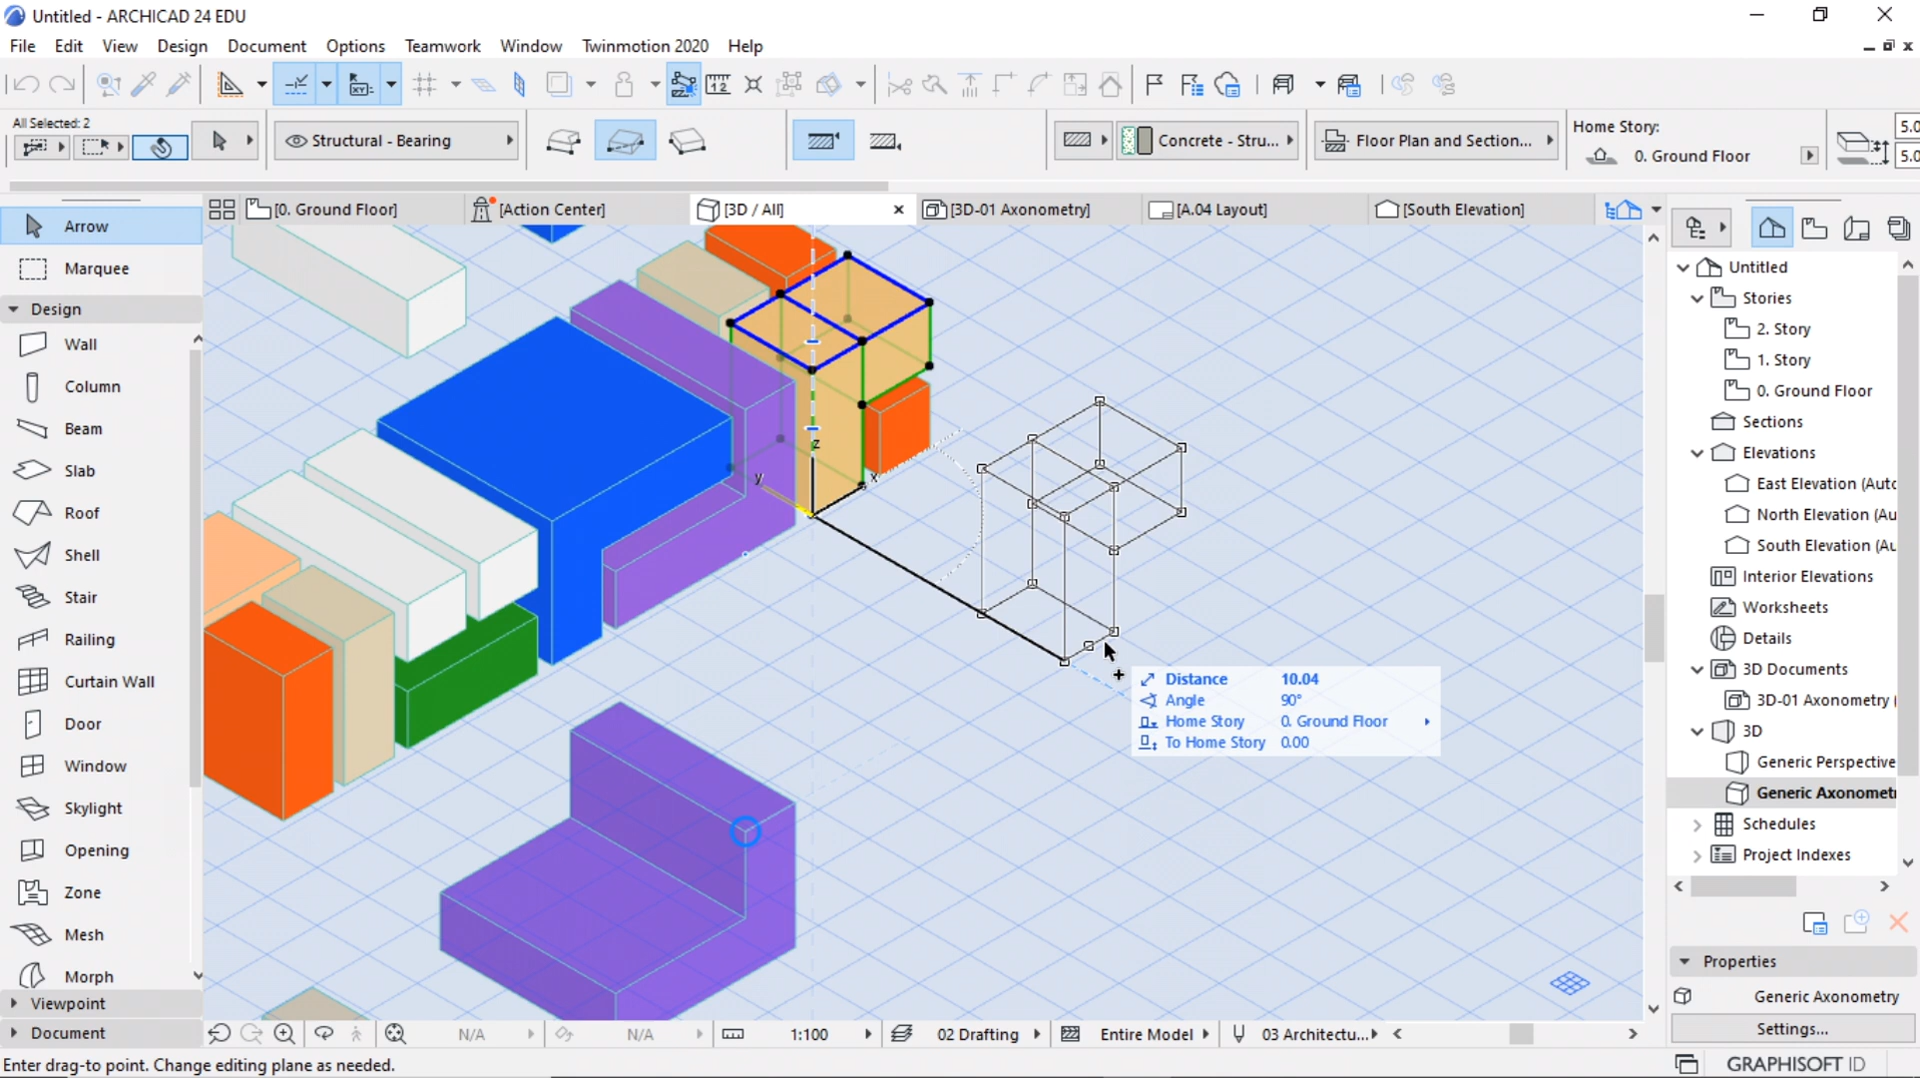 Untitled - ARCHICAD 24 EDU
File Edit View Design Document Options Teamwork Window Twinmotion 2020 Help
XY:
12
All Selected: 2
Structural - Bearing
Concrete - Stru...
Floor Plan and Section...
Home Story:
0. Ground Floor
5.0
5.0
[0. Ground Floor]
[Action Center]
[3D / All]
[3D-01 Axonometry]
[A.04 Layout]
[South Elevation]
Arrow
Marquee
Design
Wall
Column
Beam
Slab
Roof
Shell
Stair
Railing
Curtain Wall
Door
Window
Skylight
Opening
Zone
Mesh
Morph
Viewpoint
Document
z
y
x
Distance 10.04
Angle 90°
Home Story 0. Ground Floor
To Home Story 0.00
Untitled
Stories
2. Story
1. Story
0. Ground Floor
Sections
Elevations
East Elevation (Auto
North Elevation (Au
South Elevation (Au
Interior Elevations
Worksheets
Details
3D Documents
3D-01 Axonometry (
3D
Generic Perspective
Generic Axonomet
Schedules
Project Indexes
Properties
Generic Axonometry
Settings...
N/A
N/A
1:100
02 Drafting
Entire Model
03 Architectu...
Enter drag-to point. Change editing plane as needed.
GRAPHISOFT ID